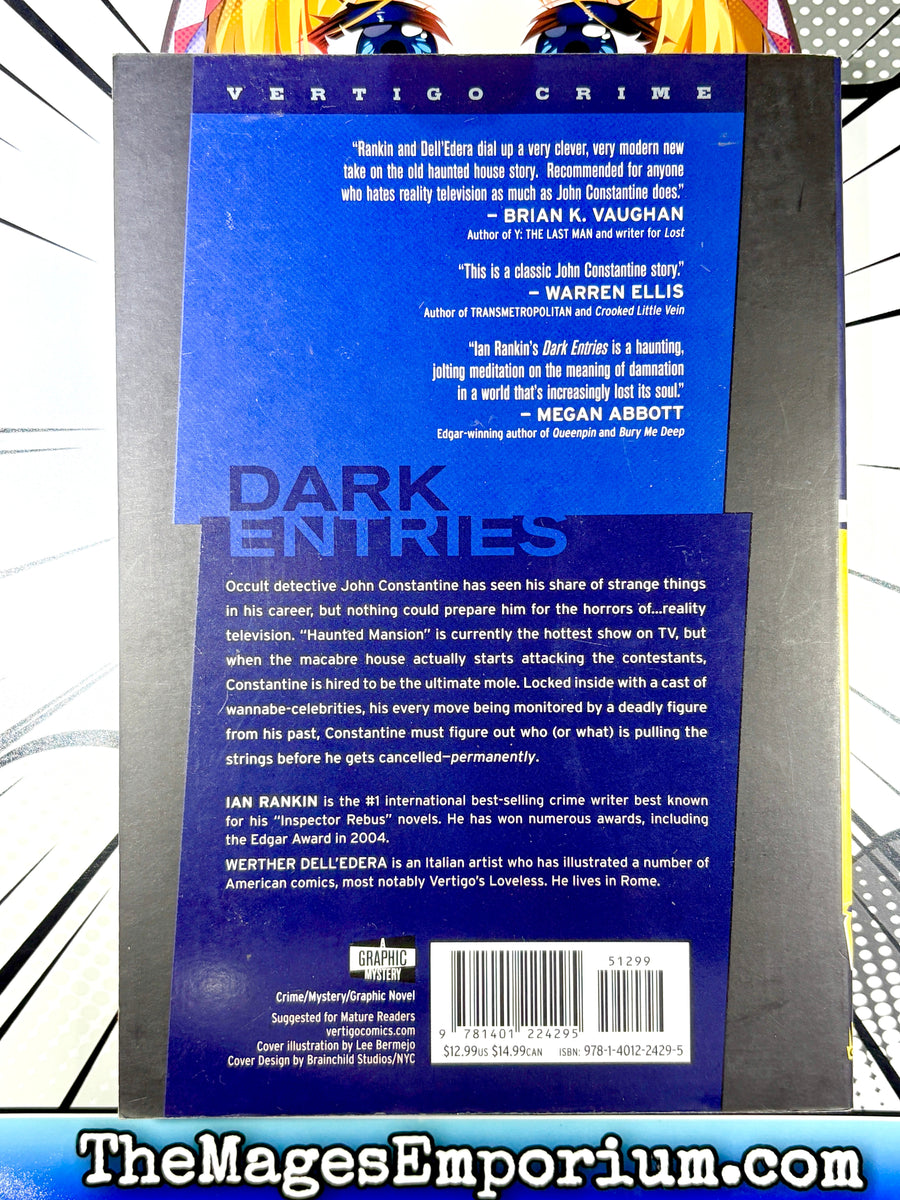 VERTIGO CRIME
“Rankin and Dell’Edera dial up a very clever, very modern new
take on the old haunted house story. Recommended for anyone
who hates reality television as much as John Constantine does.”
– BRIAN K. VAUGHAN
Author of Y: THE LAST MAN and writer for Lost
“This is a classic John Constantine story.”
– WARREN ELLIS
Author of TRANSMETROPOLITAN and Crooked Little Vein
“Ian Rankin’s Dark Entries is a haunting,
jolting meditation on the meaning of damnation
in a world that’s increasingly lost its soul.”
– MEGAN ABBOTT
Edgar-winning author of Queenpin and Bury Me Deep
DARK
ENTRIES
Occult detective John Constantine has seen his share of strange things
in his career, but nothing could prepare him for the horrors of...reality
television. “Haunted Mansion” is currently the hottest show on TV, but
when the macabre house actually starts attacking the contestants,
Constantine is hired to be the ultimate mole. Locked inside with a cast of
wannabe-celebrities, his every move being monitored by a deadly figure
from his past, Constantine must figure out who (or what) is pulling the
strings before he gets cancelled—permanently.
IAN RANKIN is the #1 international best-selling crime writer best known
for his “Inspector Rebus” novels. He has won numerous awards, including
the Edgar Award in 2004.
WERTHER DELL’EDERA is an Italian artist who has illustrated a number of
American comics, most notably Vertigo’s Loveless. He lives in Rome.
A
GRAPHIC
MYSTERY
Crime/Mystery/Graphic Novel
Suggested for Mature Readers
vertigocomics.com
Cover illustration by Lee Bermejo
Cover Design by Brainchild Studios/NYC
51299
9 781401 224295
$12.99US $14.99CAN ISBN: 978-1-4012-2429-5
TheMagesEmporium.com